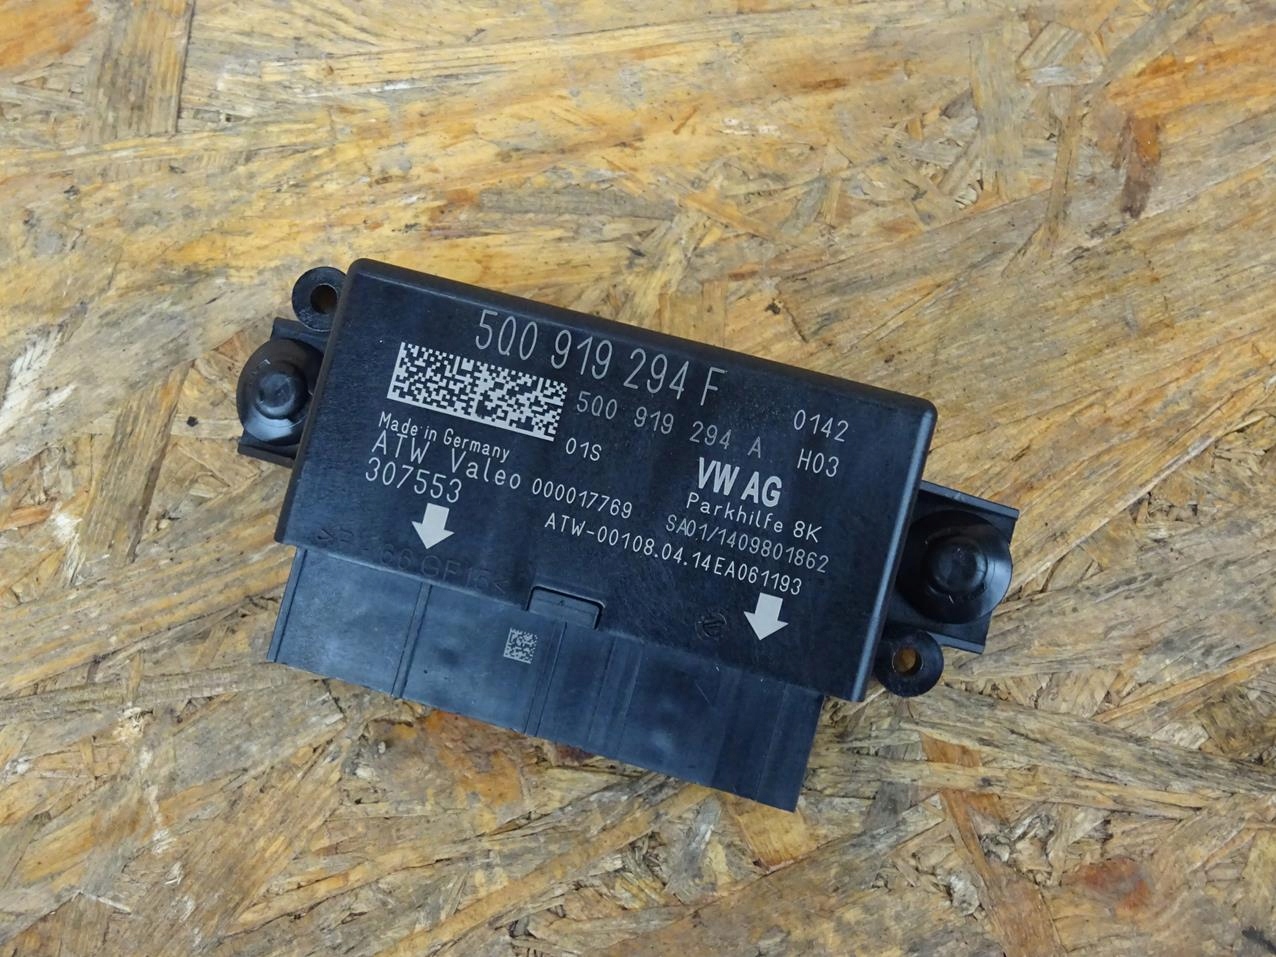 5Q0 919 294 F
5Q0 919 294 A
0142
01S
H03
Made in Germany
ATW Valeo 000017769
307553
VW AG
Parkhilfe 8K
SA01/1409801862
ATW-00108.04.14EA061193